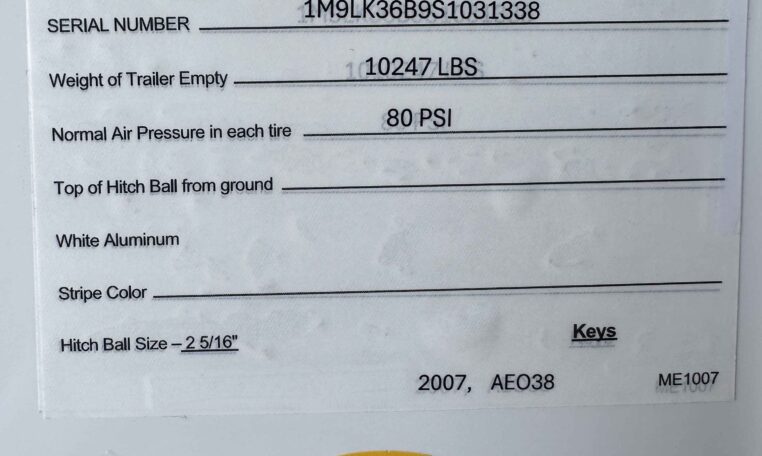 SERIAL NUMBER 1M9LK36B9S1031338
Weight of Trailer Empty 10247 LBS
Normal Air Pressure in each tire 80 PSI
Top of Hitch Ball from ground
White Aluminum
Stripe Color
Hitch Ball Size – 2 5/16"
Keys
2007, AEO38
ME1007